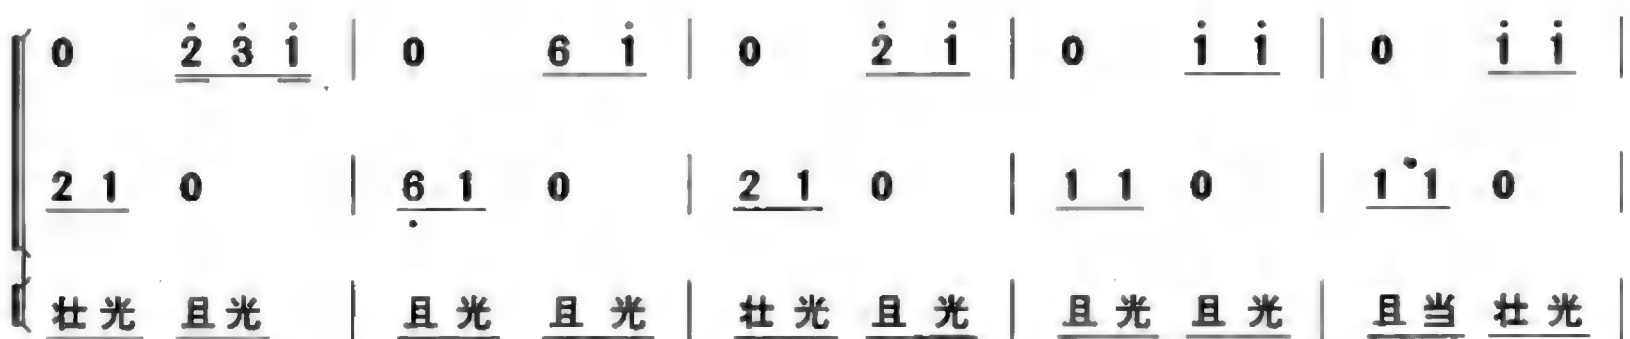 0 2̇ 3̇ 1̇ | 0 6 1̇ | 0 2̇ 1̇ | 0 1̇ 1̇ | 0 1̇ 1̇ |
2 1 0 | 6̣ 1 0 | 2 1 0 | 1 1 0 | 1 1 0 |
壮光 且光 | 且光 且光 | 壮光 且光 | 且光 且光 | 且当 壮光 |